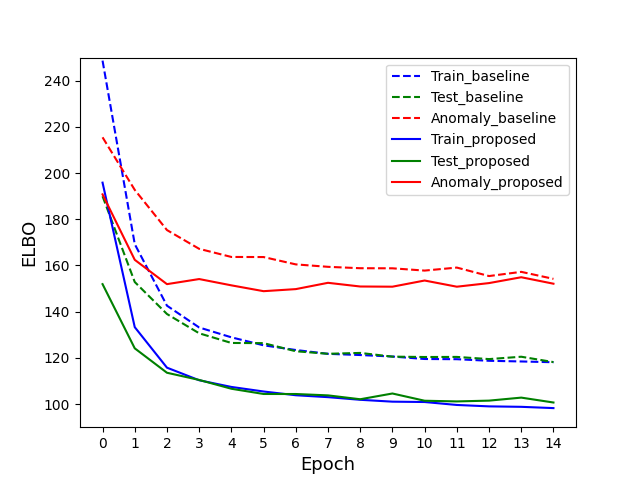 240
220
200
180
160
140
120
100
ELBO
Train_baseline
Test_baseline
Anomaly_baseline
Train_proposed
Test_proposed
Anomaly_proposed
0 1 2 3 4 5 6 7 8 9 10 11 12 13 14
Epoch